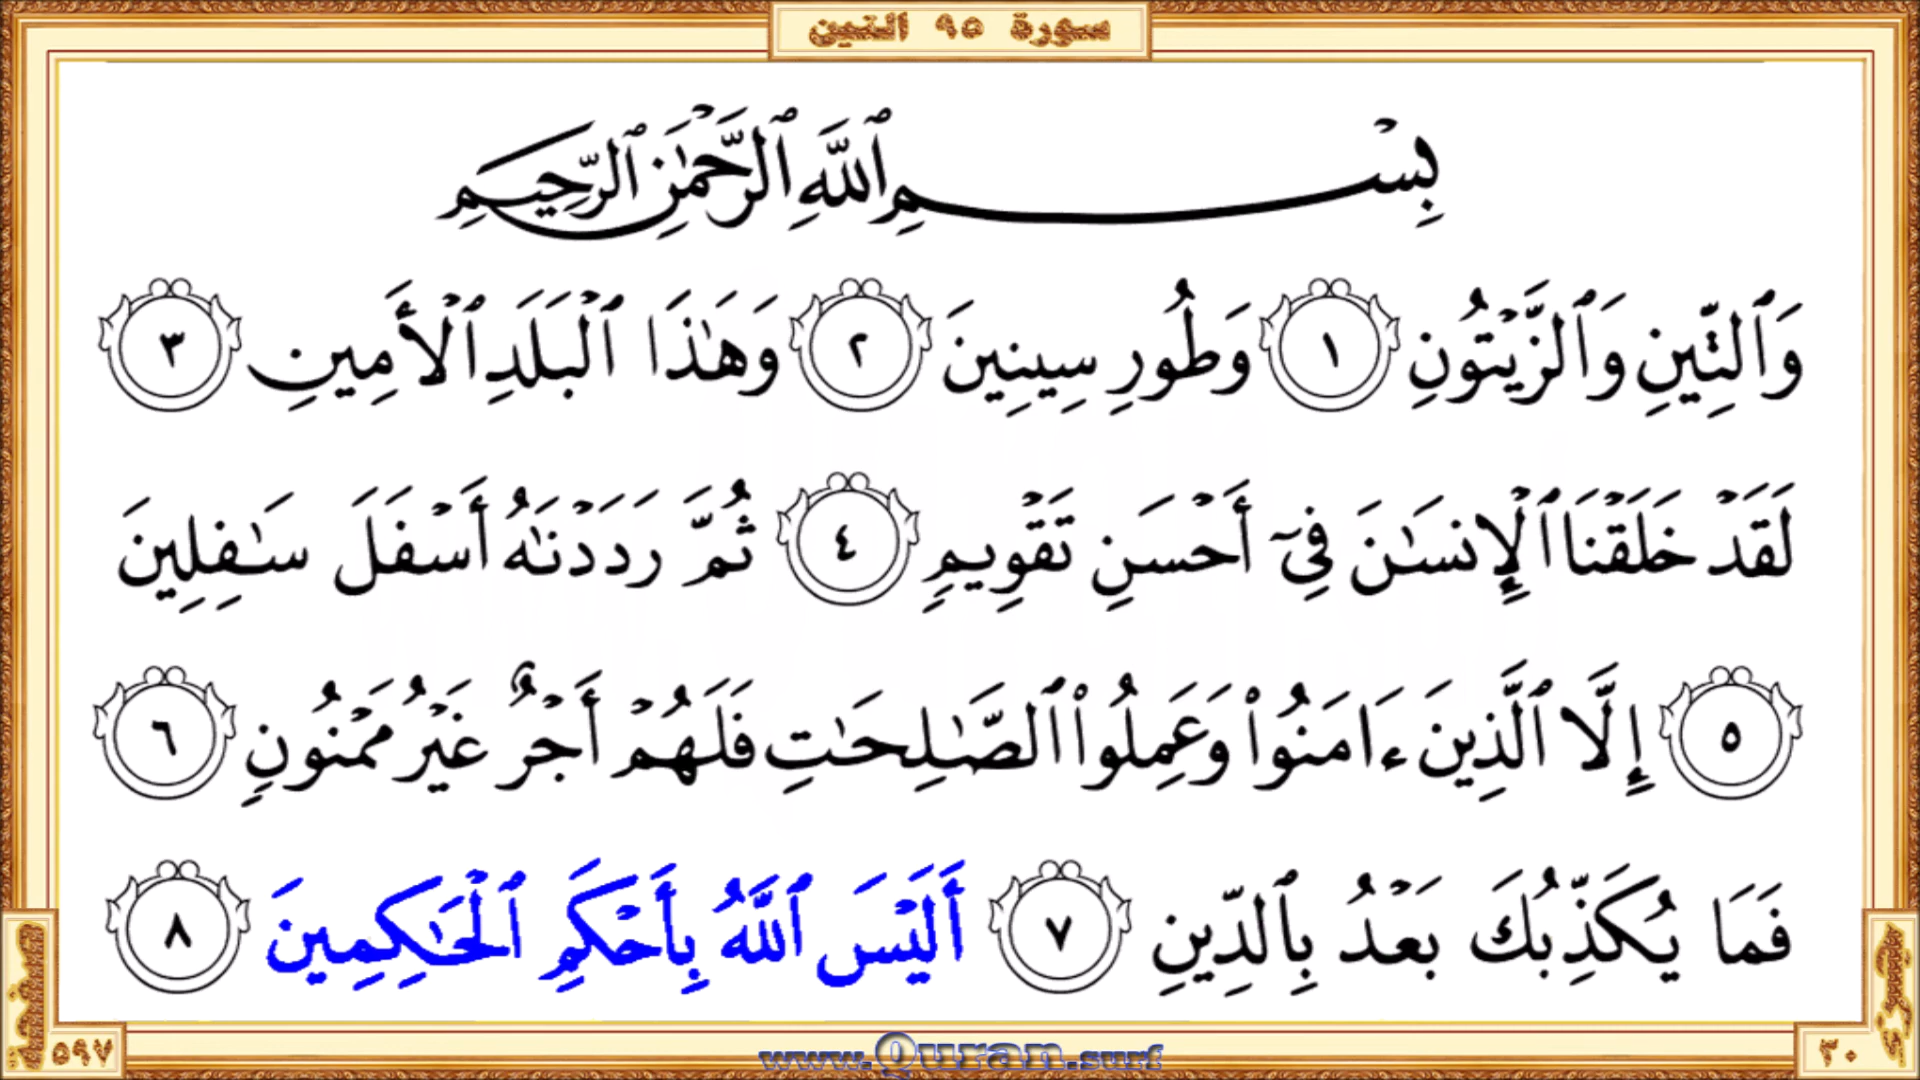 سورة ٩٥ التين
بِسْمِ ٱللَّهِ ٱلرَّحْمَٰنِ ٱلرَّحِيمِ
وَٱلتِّينِ وَٱلزَّيْتُونِ ١ وَطُورِ سِينِينَ ٢ وَهَٰذَا ٱلْبَلَدِ ٱلْأَمِينِ ٣
لَقَدْ خَلَقْنَا ٱلْإِنسَٰنَ فِىٓ أَحْسَنِ تَقْوِيمٍ ٤ ثُمَّ رَدَدْنَٰهُ أَسْفَلَ سَٰفِلِينَ
٥ إِلَّا ٱلَّذِينَ ءَامَنُوا۟ وَعَمِلُوا۟ ٱلصَّٰلِحَٰتِ فَلَهُمْ أَجْرٌ غَيْرُ مَمْنُونٍ ٦
فَمَا يُكَذِّبُكَ بَعْدُ بِٱلدِّينِ ٧ أَلَيْسَ ٱللَّهُ بِأَحْكَمِ ٱلْحَٰكِمِينَ ٨
صفحة ٥٩٧
www.Quran.surf
٣٠